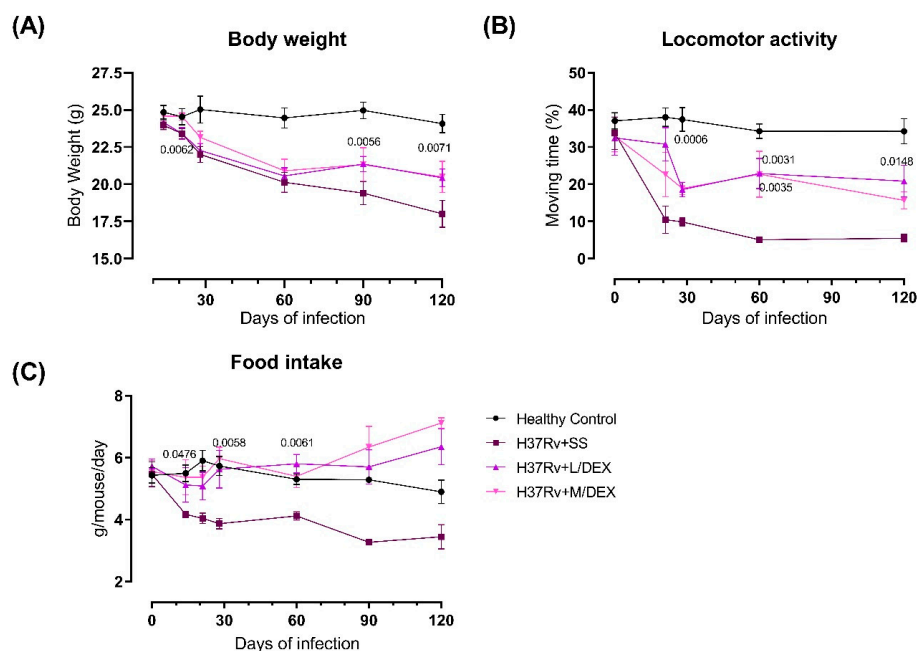 (A)
Body weight
Body Weight (g)
27.5
25.0
22.5
20.0
17.5
15.0
0.0062
0.0056
0.0071
30 60 90 120
Days of infection
(B)
Locomotor activity
Moving time (%)
50
40
30
20
10
0
0.0006
0.0031
0.0035
0.0148
0 30 60 90 120
Days of infection
(C)
Food intake
g/mouse/day
8
6
4
2
0.0476
0.0058
0.0061
0 30 60 90 120
Days of infection
Healthy Control
H37Rv+SS
H37Rv+L/DEX
H37Rv+M/DEX